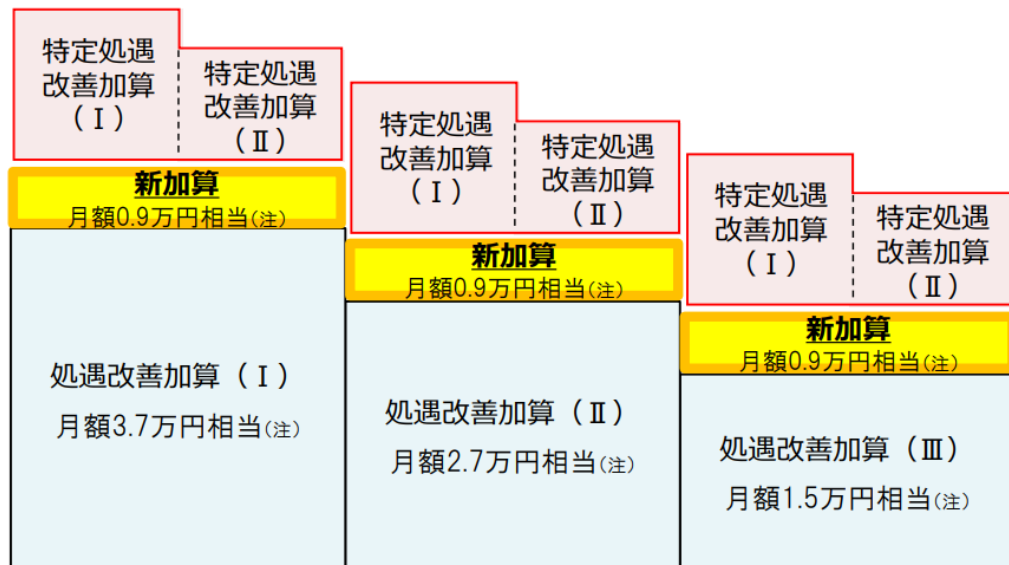 特定処遇
改善加算
（Ⅰ）
特定処遇
改善加算
（Ⅱ）
新加算
月額0.9万円相当(注)
処遇改善加算（Ⅰ）
月額3.7万円相当(注)
特定処遇
改善加算
（Ⅰ）
特定処遇
改善加算
（Ⅱ）
新加算
月額0.9万円相当(注)
処遇改善加算（Ⅱ）
月額2.7万円相当(注)
特定処遇
改善加算
（Ⅰ）
特定処遇
改善加算
（Ⅱ）
新加算
月額0.9万円相当(注)
処遇改善加算（Ⅲ）
月額1.5万円相当(注)